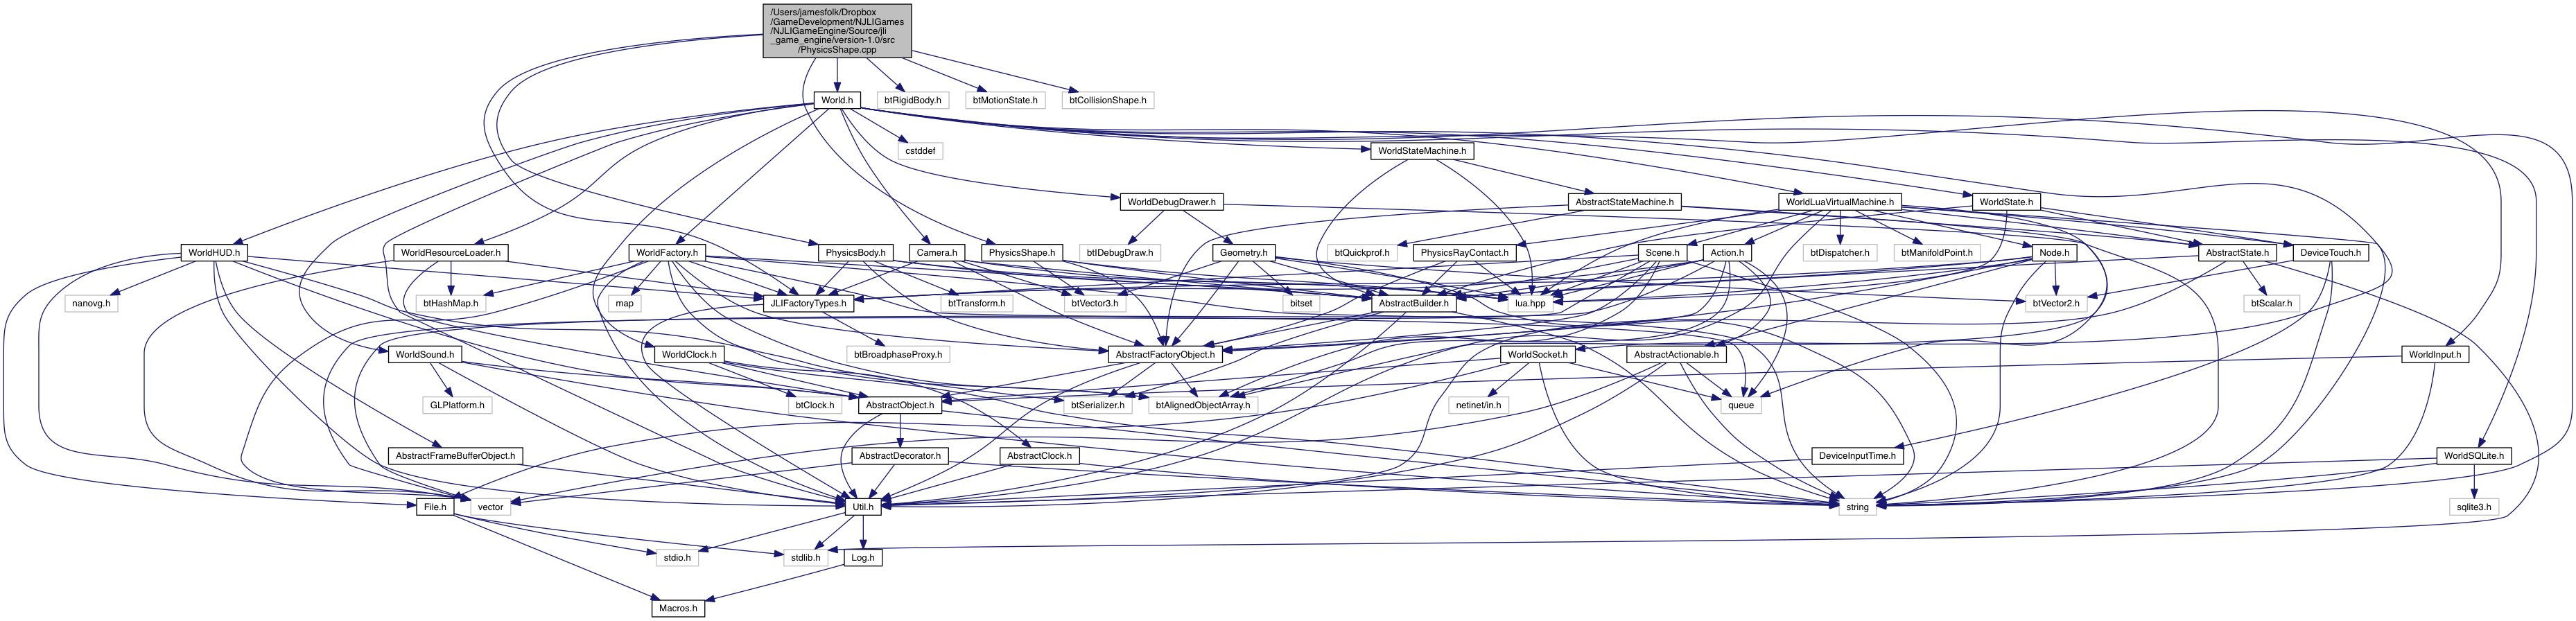 /Users/jamesfolk/Dropbox
/GameDevelopment/NJLIGames
/NJLIGameEngine/Source/jli
_game_engine/version-1.0/src
/PhysicsShape.cpp
World.h
btRigidBody.h
btMotionState.h
btCollisionShape.h
cstddef
WorldStateMachine.h
WorldDebugDrawer.h
AbstractStateMachine.h
WorldLuaVirtualMachine.h
WorldState.h
WorldHUD.h
WorldResourceLoader.h
WorldFactory.h
PhysicsBody.h
Camera.h
PhysicsShape.h
btIDebugDraw.h
Geometry.h
btQuickprof.h
PhysicsRayContact.h
Scene.h
Action.h
btDispatcher.h
btManifoldPoint.h
Node.h
AbstractState.h
DeviceTouch.h
nanovg.h
btHashMap.h
map
JLIFactoryTypes.h
btTransform.h
btVector3.h
bitset
AbstractBuilder.h
lua.hpp
btVector2.h
btScalar.h
WorldSound.h
WorldClock.h
btBroadphaseProxy.h
AbstractFactoryObject.h
WorldSocket.h
AbstractActionable.h
WorldInput.h
GLPlatform.h
btClock.h
AbstractObject.h
btSerializer.h
btAlignedObjectArray.h
netinet/in.h
queue
AbstractFrameBufferObject.h
AbstractDecorator.h
AbstractClock.h
DeviceInputTime.h
WorldSQLite.h
File.h
vector
Util.h
string
sqlite3.h
stdio.h
stdlib.h
Log.h
Macros.h